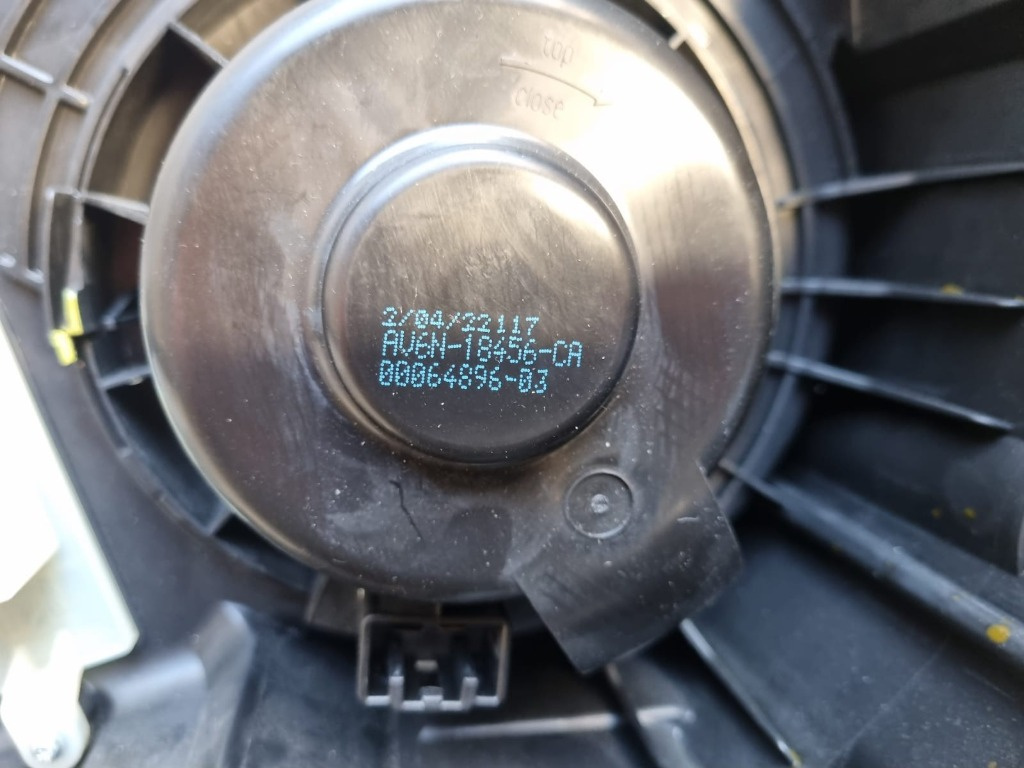 top
close
2/04/22117
AV6N-18456-CA
00064896-03